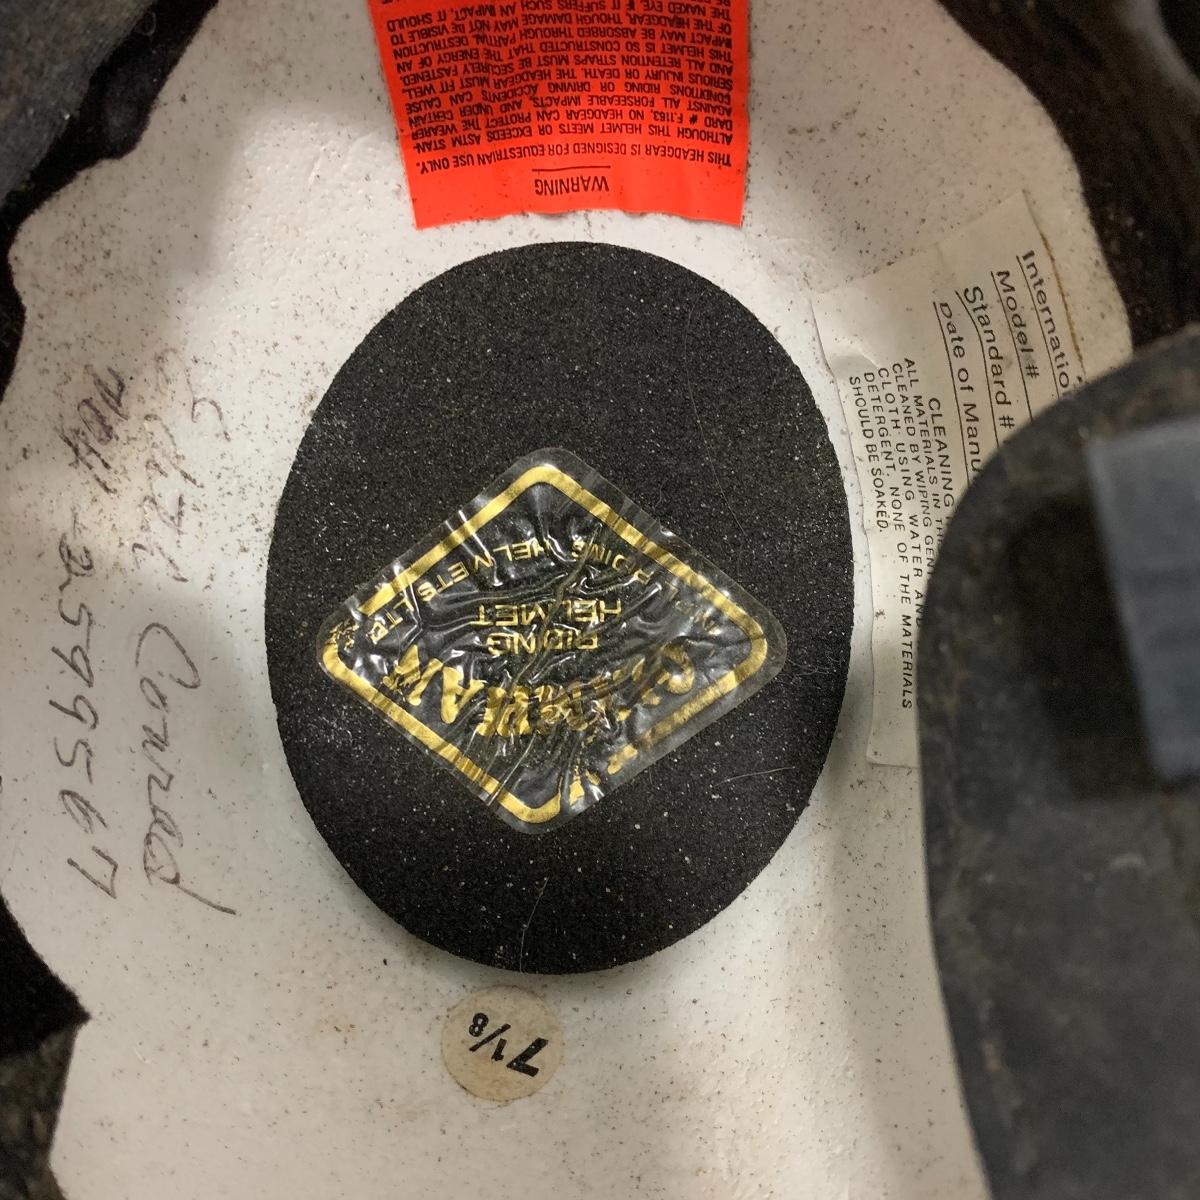 WARNING
THIS HEADGEAR IS DESIGNED FOR EQUESTRIAN USE ONLY.
ALTHOUGH THIS HELMET MEETS OR EXCEEDS ASTM STAN-
DARD # F.1163, NO HEADGEAR CAN PROTECT THE WEARER
AGAINST ALL FORSEEABLE IMPACTS, AND UNDER CERTAIN
CONDITIONS RIDING OR DRIVING ACCIDENTS CAN CAUSE
SERIOUS INJURY OR DEATH. THE HEADGEAR MUST FIT WELL
AND ALL RETENTION STRAPS MUST BE SECURELY FASTENED.
THIS HELMET IS SO CONSTRUCTED THAT THE ENERGY OF AN
IMPACT MAY BE ABSORBED THROUGH PARTIAL DESTRUCTION
OF THE HEADGEAR, THOUGH DAMAGE MAY NOT BE VISIBLE TO
THE NAKED EYE. IF IT SUFFERS SUCH AN IMPACT, IT SHOULD
Internatio
Model #
Standard #
Date of Manu
CLEANING
ALL MATERIALS IN THE
CLEANED BY WIPING GEN
CLOTH USING WATER AND
DETERGENT. NONE OF THE MATERIALS
SHOULD BE SOAKED.
RIDING
HELMET
RIDING HELMETS LTD.
7 1/8
Conrad
2599567